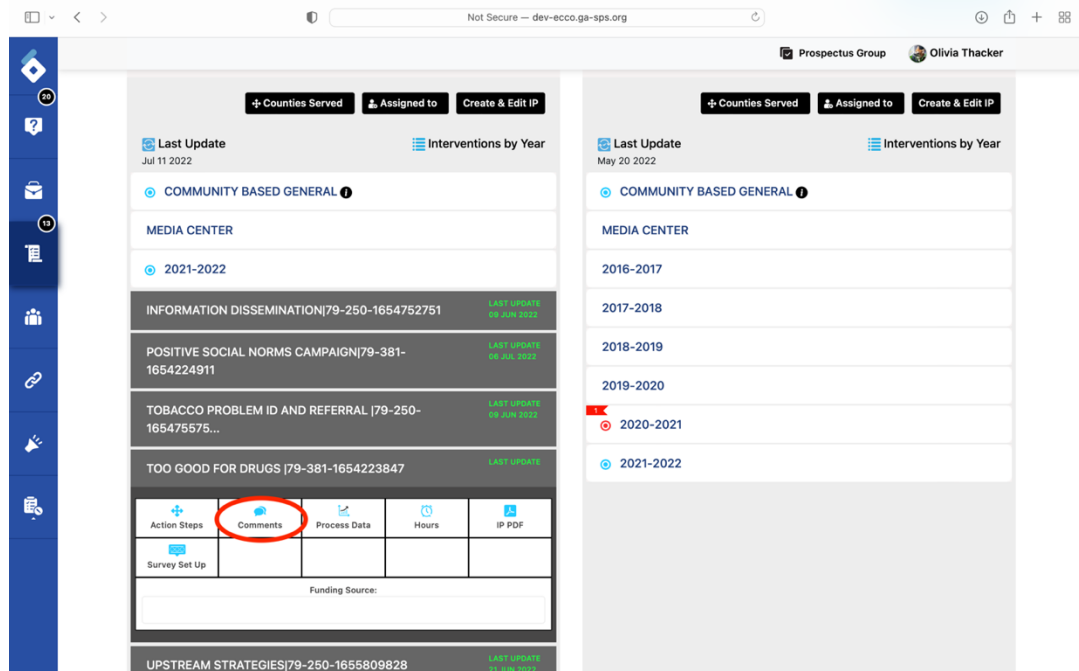 Not Secure — dev-ecco.ga-sps.org
Prospectus Group
Olivia Thacker
20
13
Counties Served
Assigned to
Create & Edit IP
Last Update
Interventions by Year
Jul 11 2022
COMMUNITY BASED GENERAL i
MEDIA CENTER
2021-2022
INFORMATION DISSEMINATION|79-250-1654752751
LAST UPDATE
09 JUN 2022
POSITIVE SOCIAL NORMS CAMPAIGN|79-381-
1654224911
LAST UPDATE
06 JUL 2022
TOBACCO PROBLEM ID AND REFERRAL |79-250-
165475575...
LAST UPDATE
09 JUN 2022
TOO GOOD FOR DRUGS |79-381-1654223847
LAST UPDATE
Action Steps
Comments
Process Data
Hours
IP PDF
Survey Set Up
Funding Source:
UPSTREAM STRATEGIES|79-250-1655809828
LAST UPDATE
21 JUN 2022
Counties Served
Assigned to
Create & Edit IP
Last Update
Interventions by Year
May 20 2022
COMMUNITY BASED GENERAL i
MEDIA CENTER
2016-2017
2017-2018
2018-2019
2019-2020
1
2020-2021
2021-2022